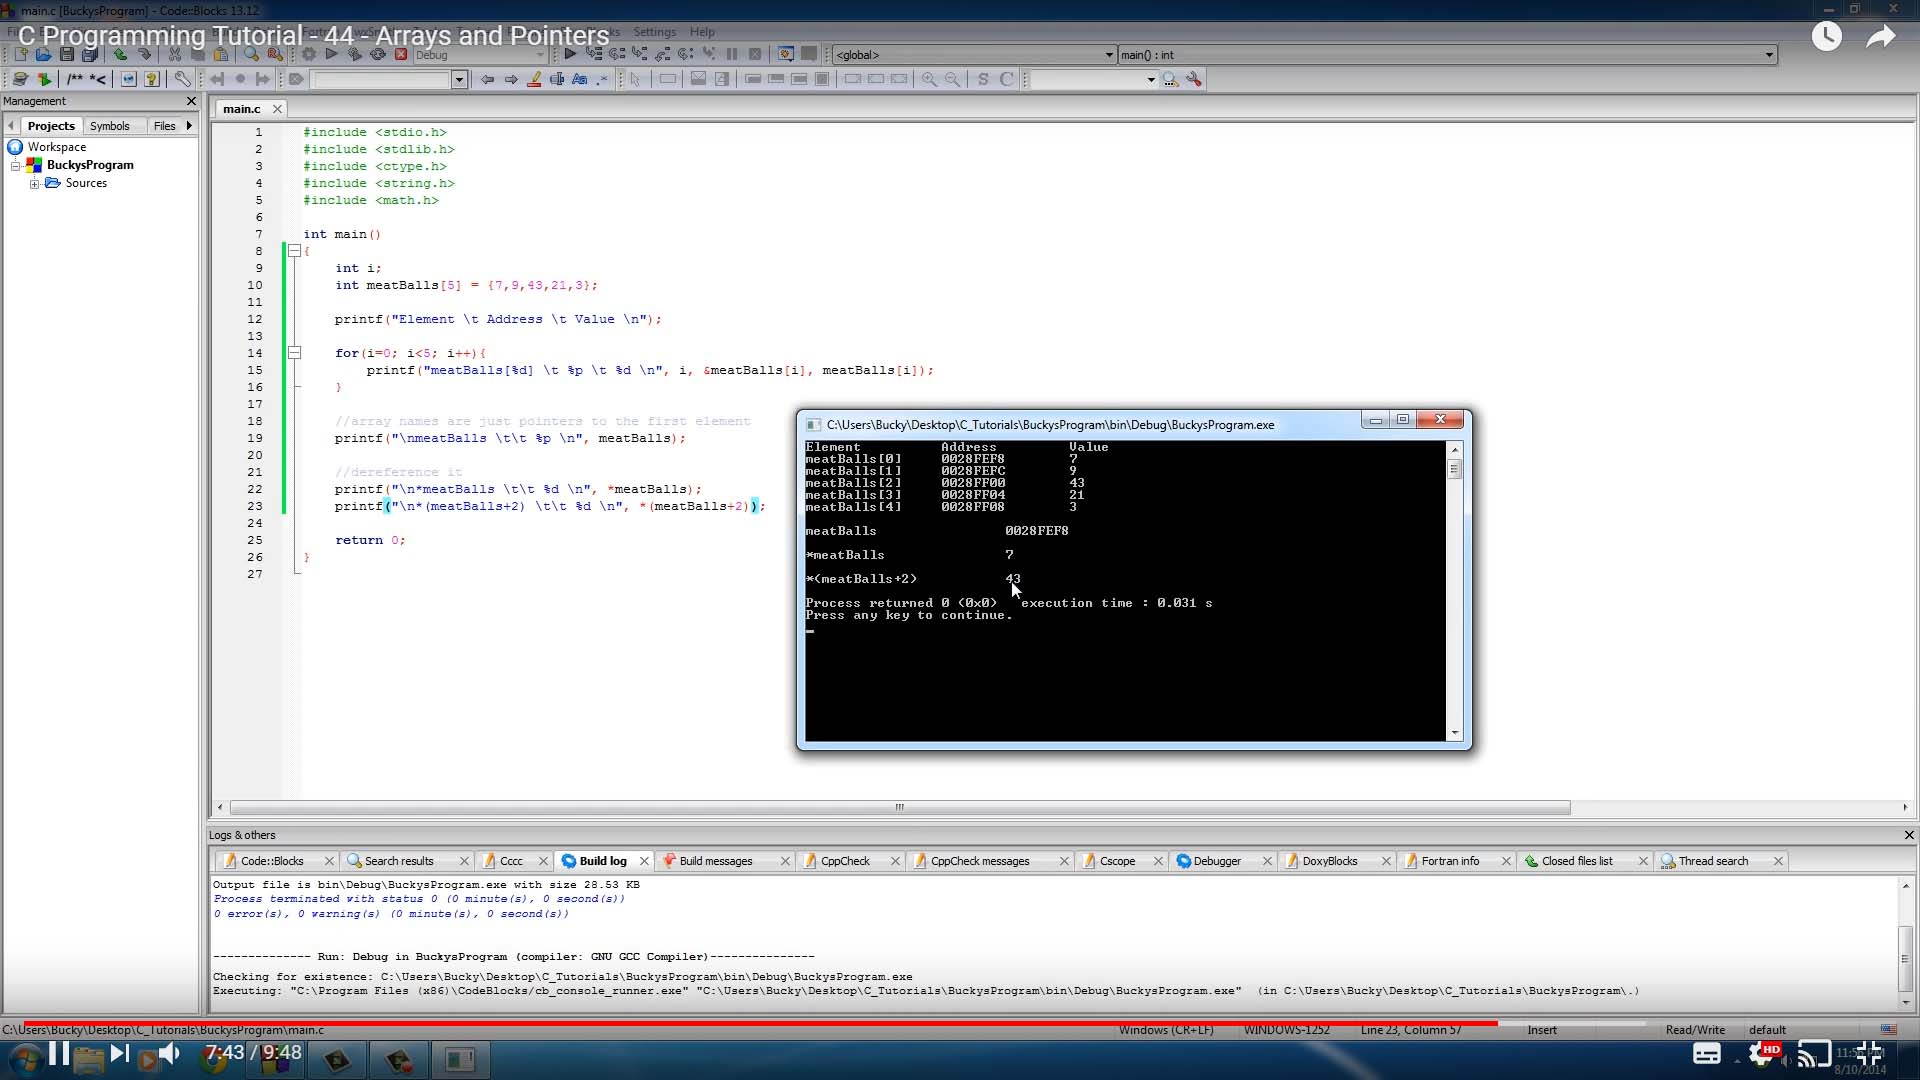 main.c [BuckysProgram] - Code::Blocks 13.12
C Programming Tutorial - 44 - Arrays and Pointers
Settings Help
Debug
<global>
main() : int
/** *<
Management
Projects Symbols Files
Workspace
BuckysProgram
Sources
main.c
1 #include <stdio.h>
2 #include <stdlib.h>
3 #include <ctype.h>
4 #include <string.h>
5 #include <math.h>
6
7 int main()
8 {
9 int i;
10 int meatBalls[5] = {7,9,43,21,3};
11
12 printf("Element \t Address \t Value \n");
13
14 for(i=0; i<5; i++){
15 printf("meatBalls[%d] \t %p \t %d \n", i, &meatBalls[i], meatBalls[i]);
16 }
17
18 //array names are just pointers to the first element
19 printf("\nmeatBalls \t\t %p \n", meatBalls);
20
21 //dereference it
22 printf("\n*meatBalls \t\t %d \n", *meatBalls);
23 printf("\n*(meatBalls+2) \t\t %d \n", *(meatBalls+2));
24
25 return 0;
26 }
27
C:\Users\Bucky\Desktop\C_Tutorials\BuckysProgram\bin\Debug\BuckysProgram.exe
Element Address Value
meatBalls[0] 0028FEF8 7
meatBalls[1] 0028FEFC 9
meatBalls[2] 0028FF00 43
meatBalls[3] 0028FF04 21
meatBalls[4] 0028FF08 3
meatBalls 0028FEF8
*meatBalls 7
*(meatBalls+2) 43
Process returned 0 (0x0) execution time : 0.031 s
Press any key to continue.
Logs & others
Code::Blocks Search results Cccc Build log Build messages CppCheck CppCheck messages Cscope Debugger DoxyBlocks Fortran info Closed files list Thread search
Output file is bin\Debug\BuckysProgram.exe with size 28.53 KB
Process terminated with status 0 (0 minute(s), 0 second(s))
0 error(s), 0 warning(s) (0 minute(s), 0 second(s))
-------------- Run: Debug in BuckysProgram (compiler: GNU GCC Compiler)---------------
Checking for existence: C:\Users\Bucky\Desktop\C_Tutorials\BuckysProgram\bin\Debug\BuckysProgram.exe
Executing: "C:\Program Files (x86)\CodeBlocks/cb_console_runner.exe" "C:\Users\Bucky\Desktop\C_Tutorials\BuckysProgram\bin\Debug\BuckysProgram.exe" (in C:\Users\Bucky\Desktop\C_Tutorials\BuckysProgram\.)
C:\Users\Bucky\Desktop\C_Tutorials\BuckysProgram\main.c Windows (CR+LF) WINDOWS-1252 Line 23, Column 57 Insert Read/Write default
7:43 / 9:48
HD
8/10/2014